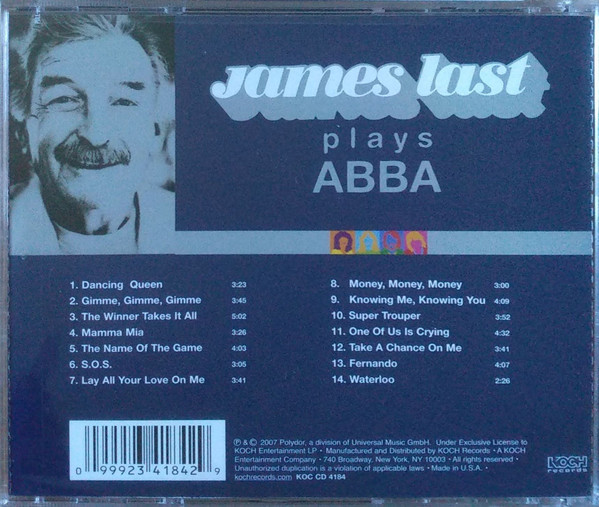 James last
plays
ABBA
1. Dancing Queen 3:23
2. Gimme, Gimme, Gimme 3:45
3. The Winner Takes It All 5:02
4. Mamma Mia 3:26
5. The Name Of The Game 4:03
6. S.O.S. 3:05
7. Lay All Your Love On Me 3:41
8. Money, Money, Money 3:00
9. Knowing Me, Knowing You 4:09
10. Super Trouper 3:52
11. One Of Us Is Crying 4:32
12. Take A Chance On Me 3:41
13. Fernando 4:07
14. Waterloo 2:26
0 99923 41842 9
℗ & © 2007 Polydor, a division of Universal Music GmbH. Under Exclusive License to
KOCH Entertainment LP • Manufactured and Distributed by KOCH Records • A KOCH
Entertainment Company • 740 Broadway, New York, NY 10003 • All rights reserved •
Unauthorized duplication is a violation of applicable laws • Made in U.S.A. •
kochrecords.com KOC CD 4184
KOCH
records